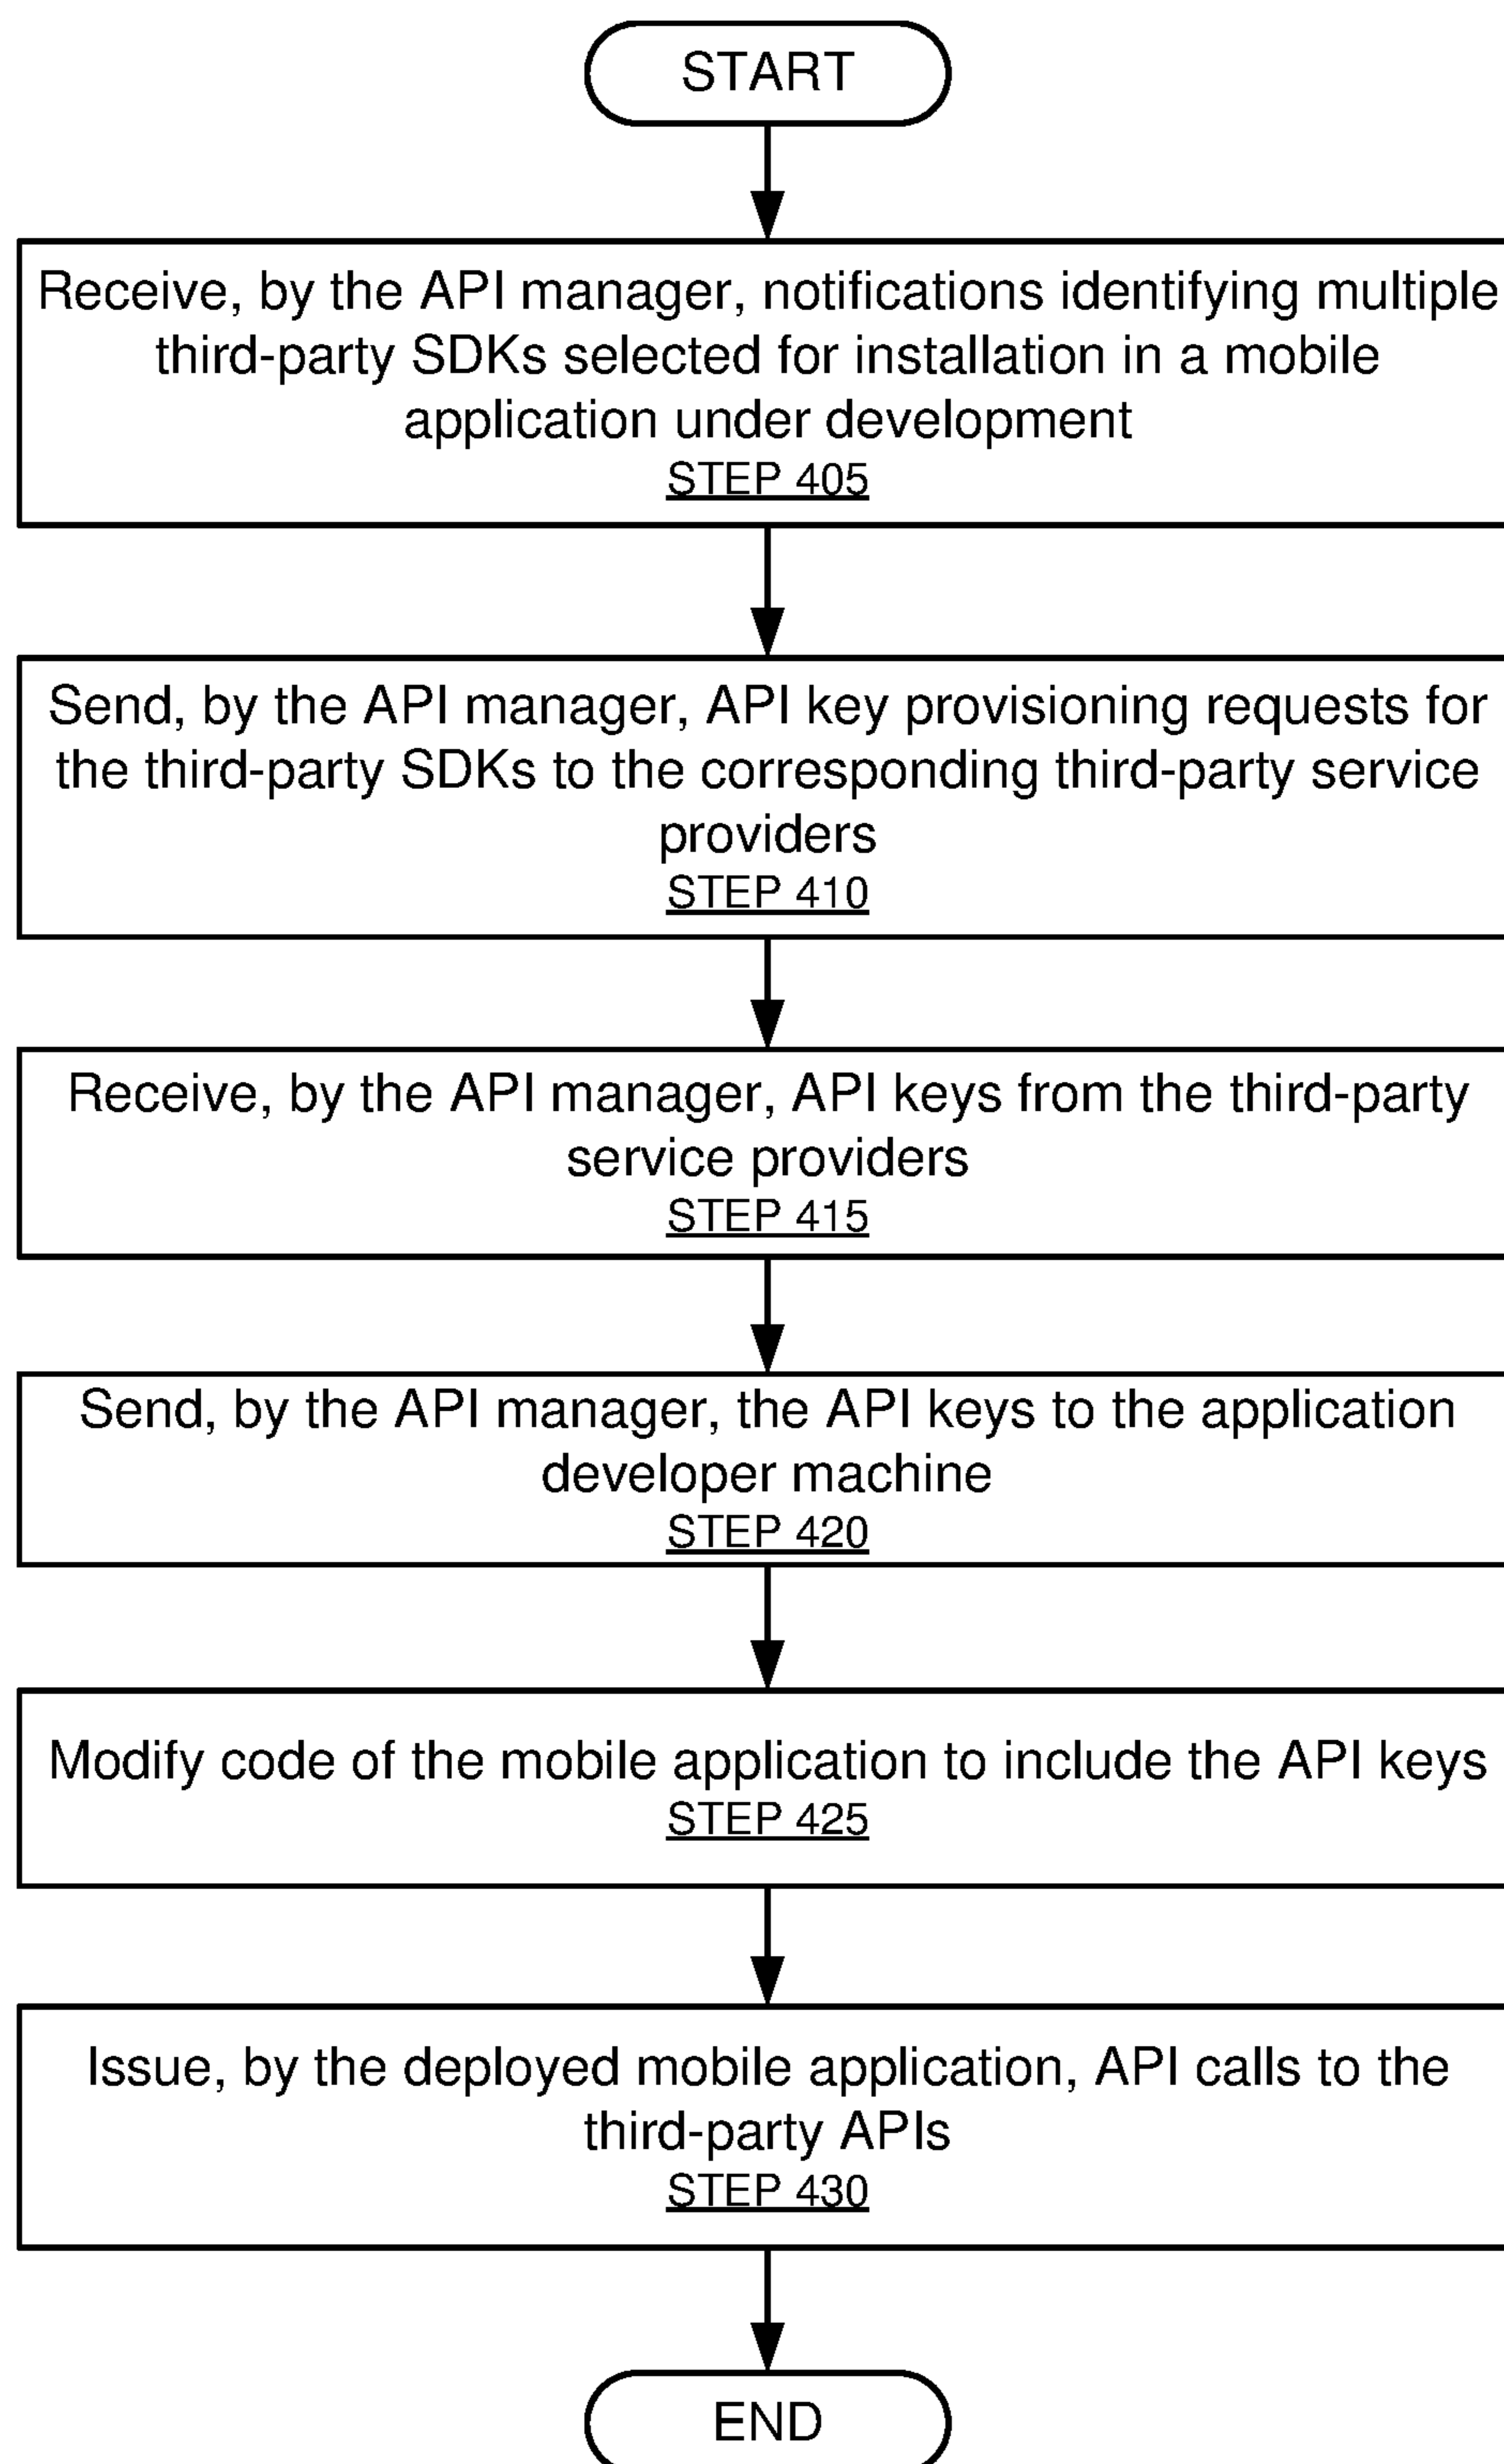 START
Receive, by the API manager, notifications identifying multiple
third-party SDKs selected for installation in a mobile
application under development
STEP 405
Send, by the API manager, API key provisioning requests for
the third-party SDKs to the corresponding third-party service
providers
STEP 410
Receive, by the API manager, API keys from the third-party
service providers
STEP 415
Send, by the API manager, the API keys to the application
developer machine
STEP 420
Modify code of the mobile application to include the API keys
STEP 425
Issue, by the deployed mobile application, API calls to the
third-party APIs
STEP 430
END